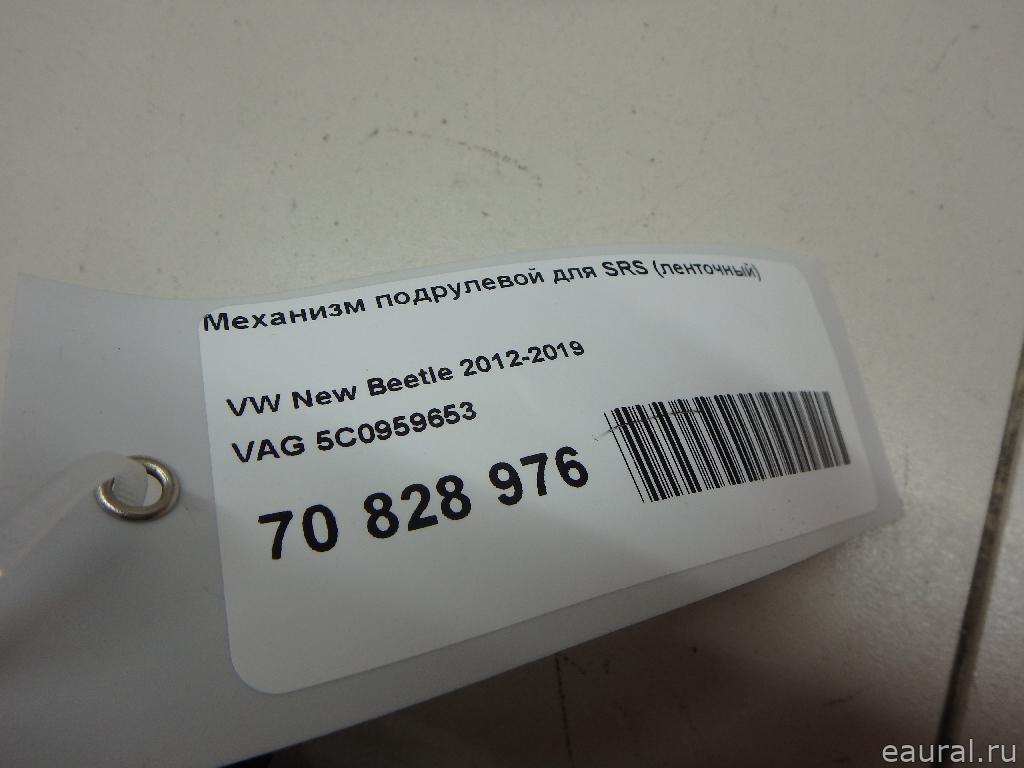 Механизм подрулевой для SRS (ленточный)
VW New Beetle 2012-2019
VAG 5C0959653
70 828 976
eaural.ru